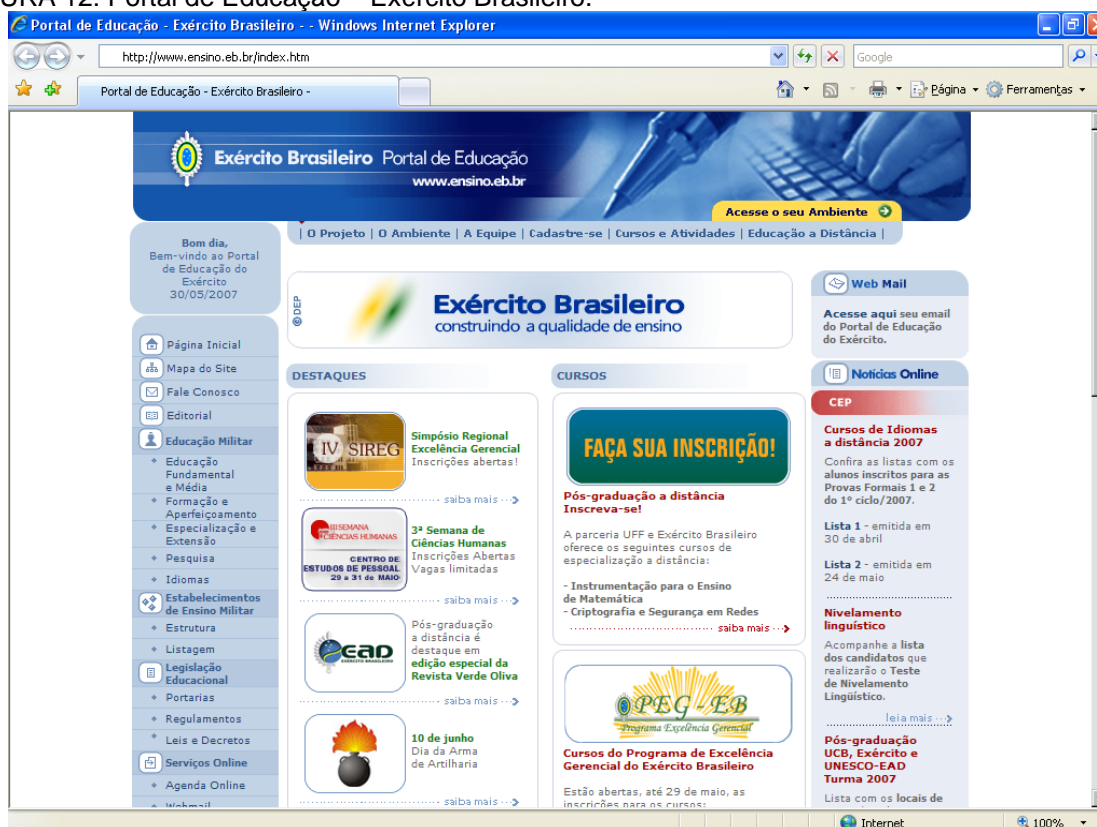 URA 12: Portal de Educação – Exército Brasileiro.
Portal de Educação - Exército Brasileiro - - Windows Internet Explorer
http://www.ensino.eb.br/index.htm
Google
Portal de Educação - Exército Brasileiro -
Página
Ferramentas
Exército Brasileiro Portal de Educação
www.ensino.eb.br
Acesse o seu Ambiente
| O Projeto | O Ambiente | A Equipe | Cadastre-se | Cursos e Atividades | Educação a Distância |
Bom dia,
Bem-vindo ao Portal
de Educação do
Exército
30/05/2007
Página Inicial
Mapa do Site
Fale Conosco
Editorial
Educação Militar
Educação
Fundamental
e Média
Formação e
Aperfeiçoamento
Especialização e
Extensão
Pesquisa
Idiomas
Estabelecimentos
de Ensino Militar
Estrutura
Listagem
Legislação
Educacional
Portarias
Regulamentos
Leis e Decretos
Serviços Online
Agenda Online
Webmail
© DEP
Exército Brasileiro
construindo a qualidade de ensino
DESTAQUES
IV SIREG
Simpósio Regional
Excelência Gerencial
Inscrições abertas!
saiba mais
III SEMANA
CIÊNCIAS HUMANAS
CENTRO DE
ESTUDOS DE PESSOAL
29 a 31 de MAIO
3ª Semana de
Ciências Humanas
Inscrições Abertas
Vagas limitadas
saiba mais
ead
EXÉRCITO BRASILEIRO
Pós-graduação
a distância é
destaque em
edição especial da
Revista Verde Oliva
saiba mais
10 de junho
Dia da Arma
de Artilharia
saiba mais
CURSOS
FAÇA SUA INSCRIÇÃO!
Pós-graduação a distância
Inscreva-se!
A parceria UFF e Exército Brasileiro
oferece os seguintes cursos de
especialização a distância:
- Instrumentação para o Ensino
de Matemática
- Criptografia e Segurança em Redes
saiba mais
PEG - EB
Programa Excelência Gerencial
Cursos do Programa de Excelência
Gerencial do Exército Brasileiro
Estão abertas, até 29 de maio, as
inscrições para os cursos:
Web Mail
Acesse aqui seu email
do Portal de Educação
do Exército.
Notícias Online
CEP
Cursos de Idiomas
a distância 2007
Confira as listas com os
alunos inscritos para as
Provas Formais 1 e 2
do 1º ciclo/2007.
Lista 1 - emitida em
30 de abril
Lista 2 - emitida em
24 de maio
Nivelamento
linguístico
Acompanhe a lista
dos candidatos que
realizarão o Teste
de Nivelamento
Lingüístico.
leia mais
Pós-graduação
UCB, Exército e
UNESCO-EAD
Turma 2007
Lista com os locais de
Internet
100%